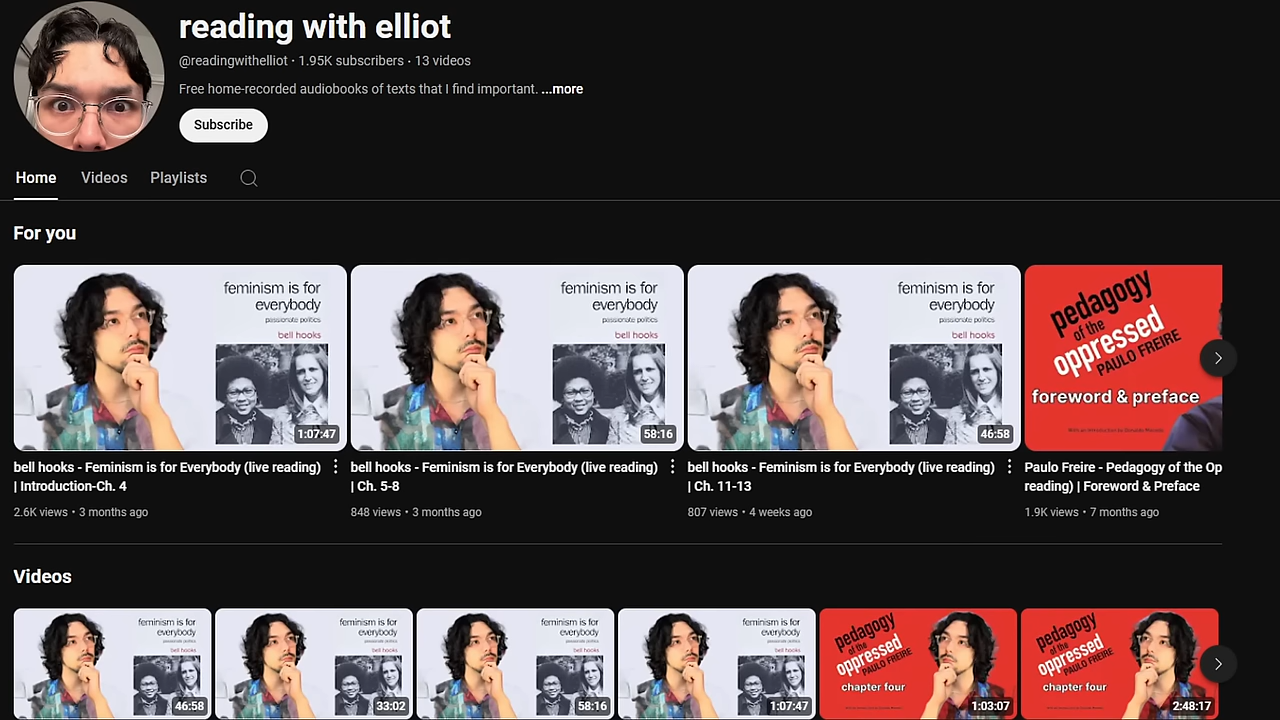 reading with elliot
@readingwithelliot · 1.95K subscribers · 13 videos
Free home-recorded audiobooks of texts that I find important. ...more
Subscribe
Home Videos Playlists
For you
feminism is for
everybody
passionate politics
bell hooks
1:07:47
feminism is for
everybody
passionate politics
bell hooks
58:16
feminism is for
everybody
passionate politics
bell hooks
46:58
pedagogy
of the
oppressed
PAULO FREIRE
foreword & preface
bell hooks - Feminism is for Everybody (live reading)
| Introduction-Ch. 4
2.6K views • 3 months ago
bell hooks - Feminism is for Everybody (live reading)
| Ch. 5-8
848 views • 3 months ago
bell hooks - Feminism is for Everybody (live reading)
| Ch. 11-13
807 views • 4 weeks ago
Paulo Freire - Pedagogy of the Op
reading) | Foreword & Preface
1.9K views • 7 months ago
Videos
feminism is for
everybody
passionate politics
bell hooks
46:58
feminism is for
everybody
passionate politics
bell hooks
33:02
feminism is for
everybody
passionate politics
bell hooks
58:16
feminism is for
everybody
passionate politics
bell hooks
1:07:47
pedagogy
of the
oppressed
PAULO FREIRE
chapter four
1:03:07
pedagogy
of the
oppressed
PAULO FREIRE
chapter four
2:48:17